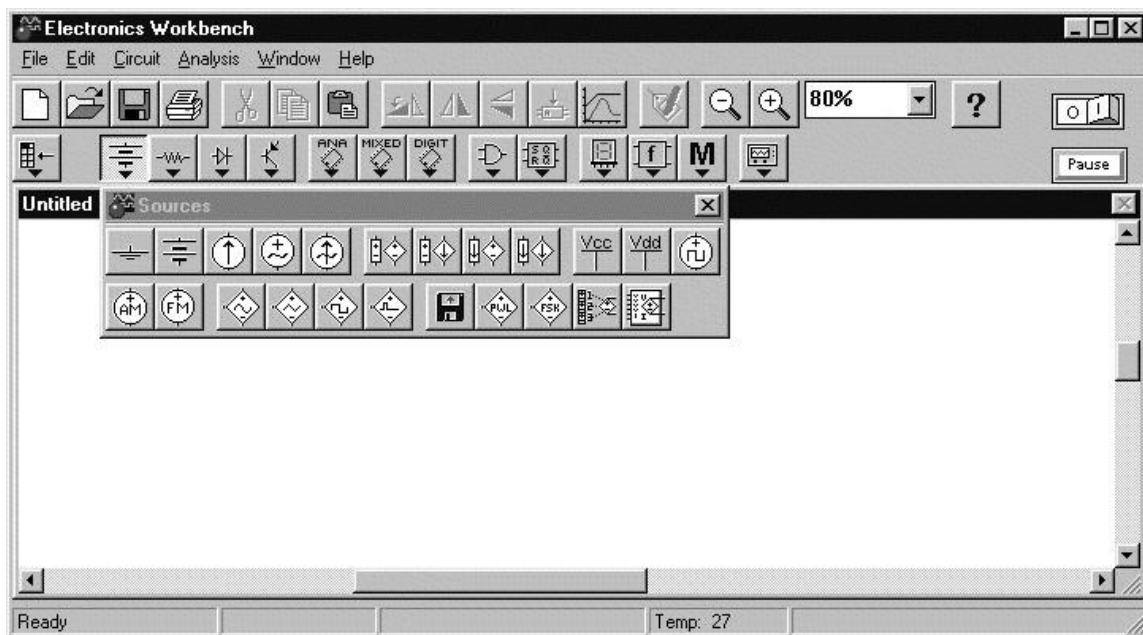 Electronics Workbench
File Edit Circuit Analysis Window Help
80% ? O I
ANA MIXED DIGIT f M Pause
Untitled Sources
Vcc Vdd
AM FM PWL FSK
Ready Temp: 27